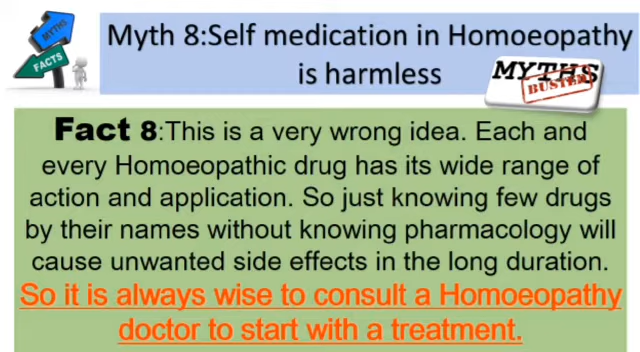 MYTHS
FACTS
Myth 8:Self medication in Homoeopathy
is harmless
MYTHS
BUSTED
Fact 8:This is a very wrong idea. Each and
every Homoeopathic drug has its wide range of
action and application. So just knowing few drugs
by their names without knowing pharmacology will
cause unwanted side effects in the long duration.
So it is always wise to consult a Homoeopathy
doctor to start with a treatment.